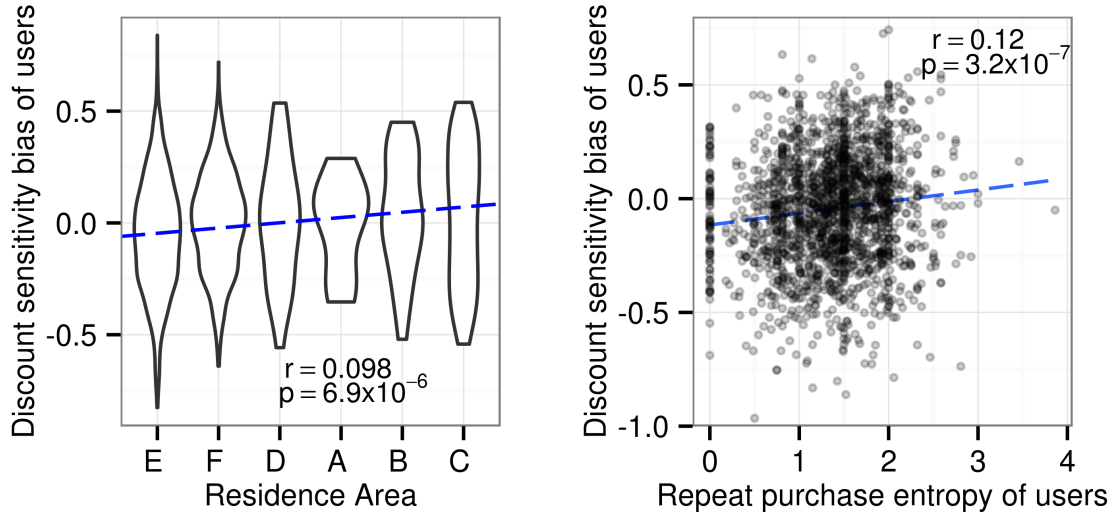 Discount sensitivity bias of users
0.5
0.0
-0.5
r = 0.098
p = 6.9x10⁻⁶
E F D A B C
Residence Area
Discount sensitivity bias of users
0.5
0.0
-0.5
-1.0
r = 0.12
p = 3.2x10⁻⁷
0 1 2 3 4
Repeat purchase entropy of users